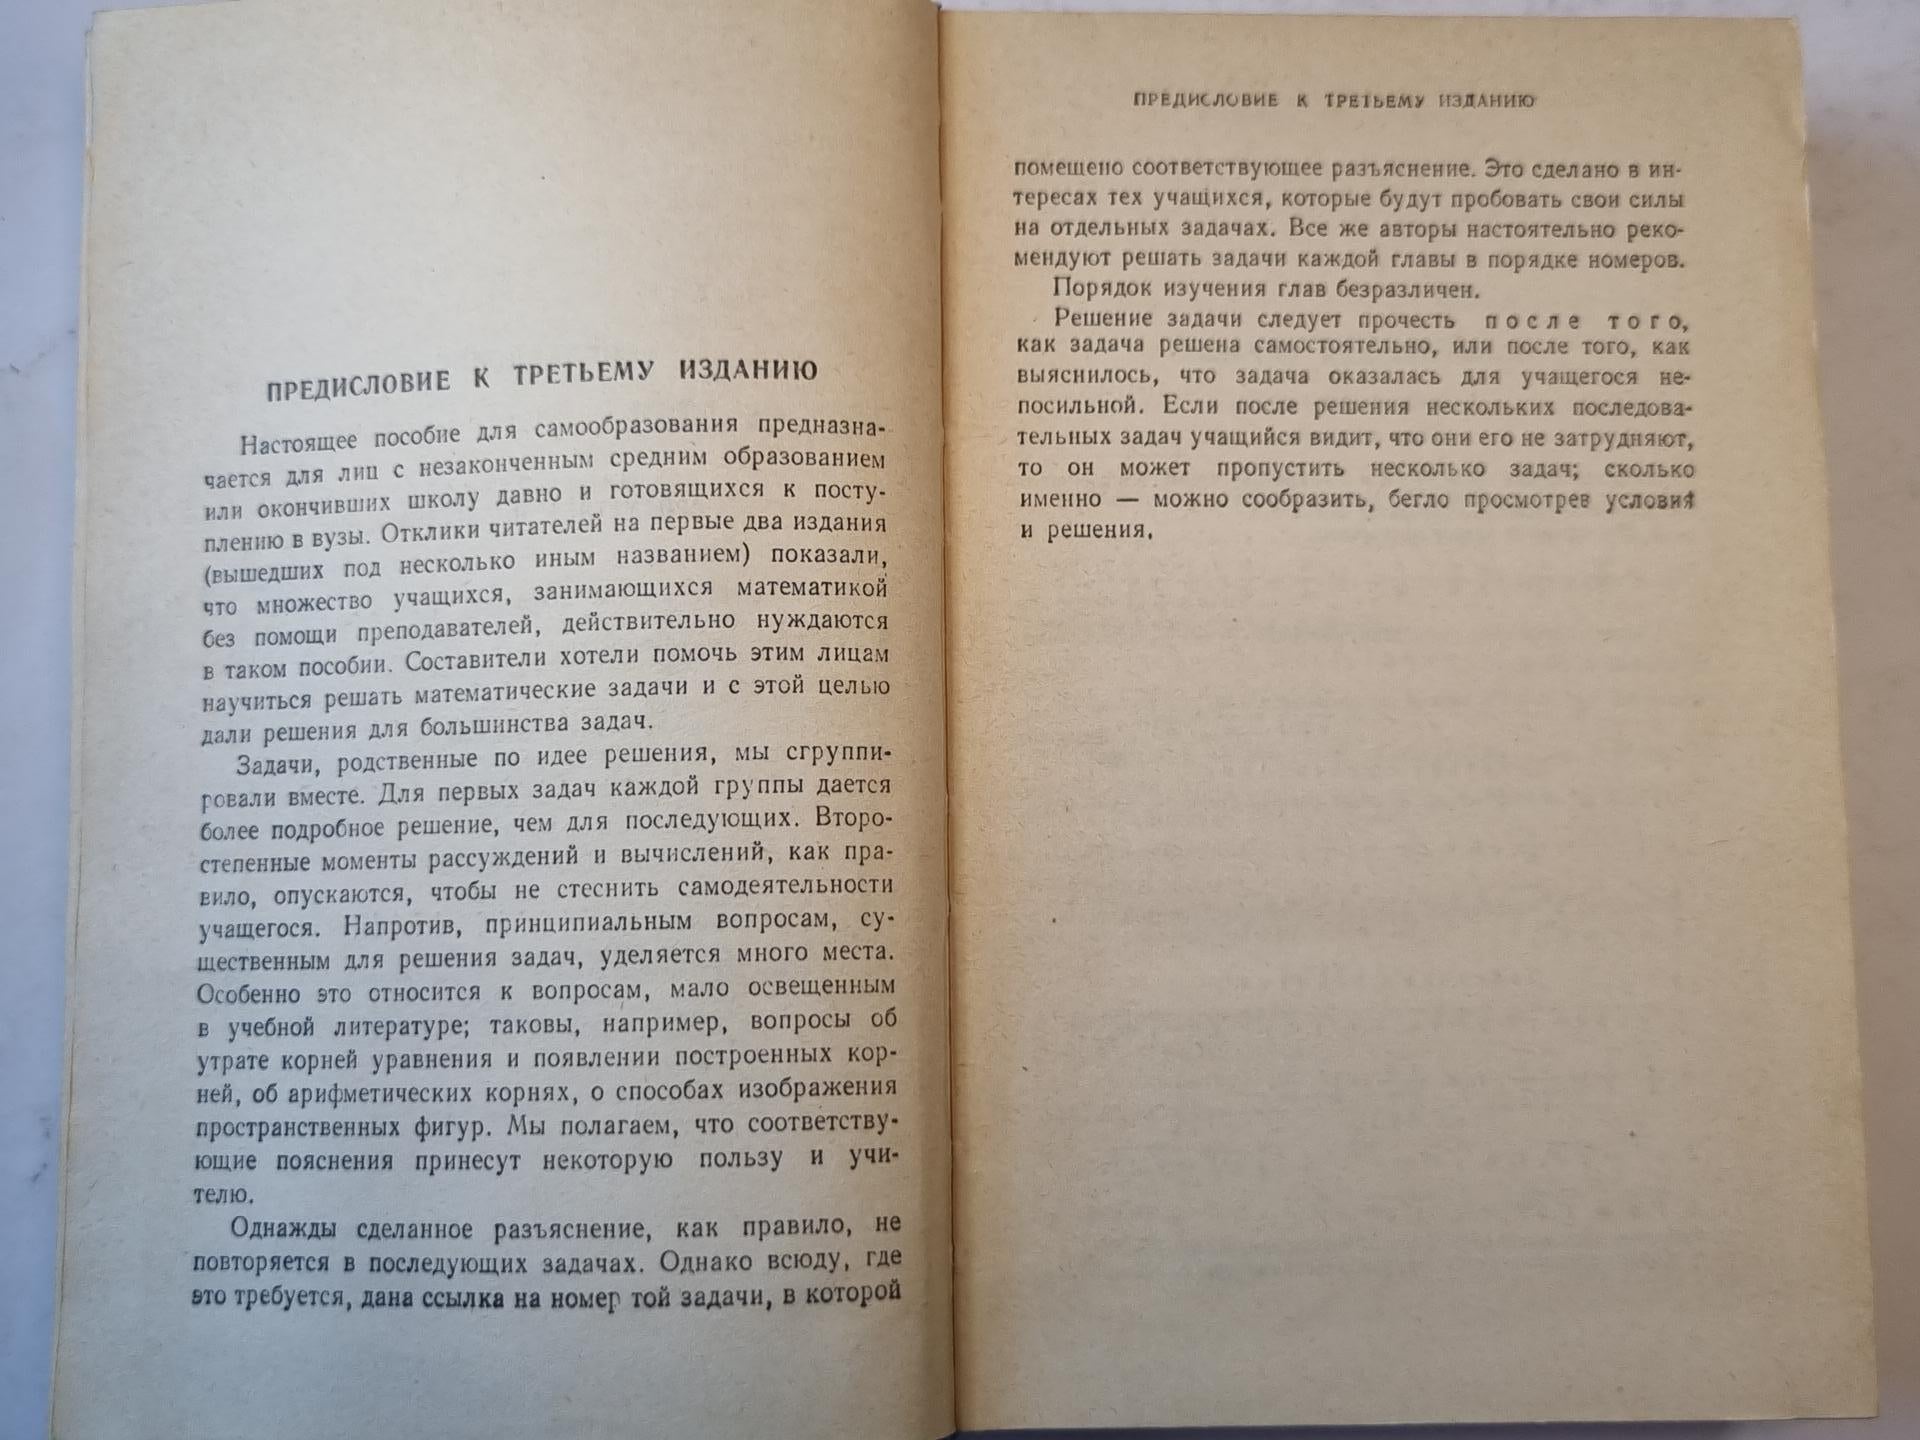 ПРЕДИСЛОВИЕ К ТРЕТЬЕМУ ИЗДАНИЮ
Настоящее пособие для самообразования предназна-
чается для лиц с незаконченным средним образованием
или окончивших школу давно и готовящихся к посту-
плению в вузы. Отклики читателей на первые два издания
(вышедших под несколько иным названием) показали,
что множество учащихся, занимающихся математикой
без помощи преподавателей, действительно нуждаются
в таком пособии. Составители хотели помочь этим лицам
научиться решать математические задачи и с этой целью
дали решения для большинства задач.
Задачи, родственные по идее решения, мы сгруппи-
ровали вместе. Для первых задач каждой группы дается
более подробное решение, чем для последующих. Второ-
степенные моменты рассуждений и вычислений, как пра-
вило, опускаются, чтобы не стеснить самодеятельности
учащегося. Напротив, принципиальным вопросам, су-
щественным для решения задач, уделяется много места.
Особенно это относится к вопросам, мало освещенным
в учебной литературе; таковы, например, вопросы об
утрате корней уравнения и появлении построенных кор-
ней, об арифметических корнях, о способах изображения
пространственных фигур. Мы полагаем, что соответству-
ющие пояснения принесут некоторую пользу и учи-
телю.
Однажды сделанное разъяснение, как правило, не
повторяется в последующих задачах. Однако всюду, где
это требуется, дана ссылка на номер той задачи, в которой
ПРЕДИСЛОВИЕ К ТРЕТЬЕМУ ИЗДАНИЮ
помещено соответствующее разъяснение. Это сделано в ин-
тересах тех учащихся, которые будут пробовать свои силы
на отдельных задачах. Все же авторы настоятельно реко-
мендуют решать задачи каждой главы в порядке номеров.
Порядок изучения глав безразличен.
Решение задачи следует прочесть после того,
как задача решена самостоятельно, или после того, как
выяснилось, что задача оказалась для учащегося не-
посильной. Если после решения нескольких последова-
тельных задач учащийся видит, что они его не затрудняют,
то он может пропустить несколько задач; сколько
именно — можно сообразить, бегло просмотрев условия
и решения.